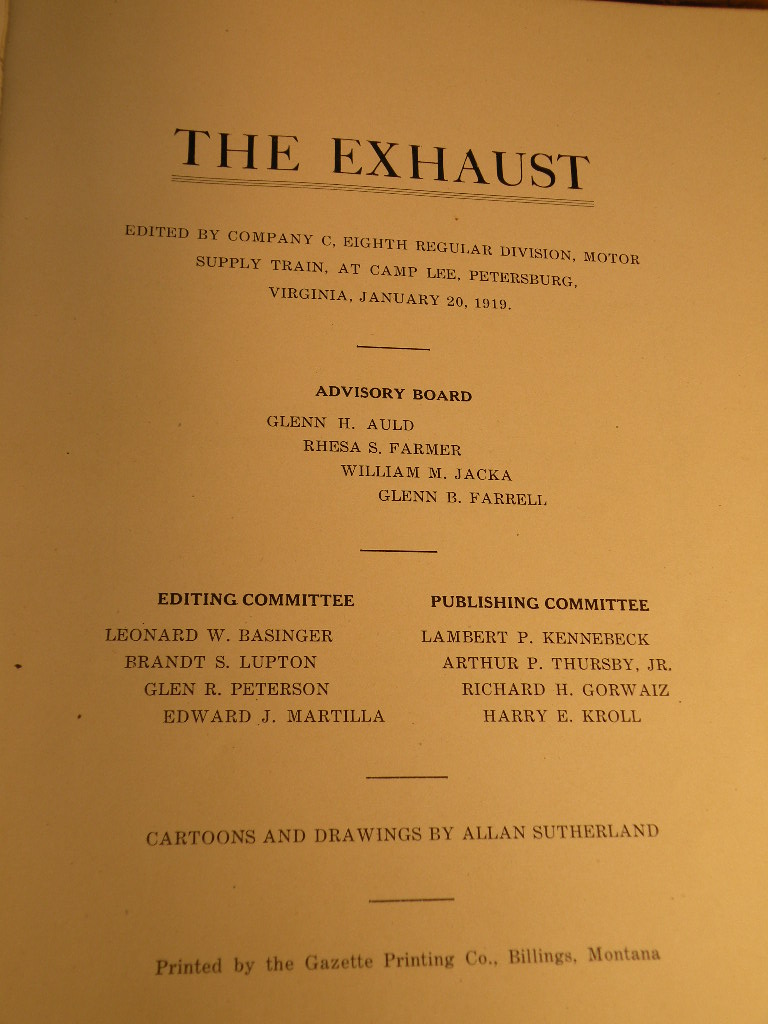 THE EXHAUST
EDITED BY COMPANY C, EIGHTH REGULAR DIVISION, MOTOR
SUPPLY TRAIN, AT CAMP LEE, PETERSBURG,
VIRGINIA, JANUARY 20, 1919.
ADVISORY BOARD
GLENN H. AULD
RHESA S. FARMER
WILLIAM M. JACKA
GLENN B. FARRELL
EDITING COMMITTEE
LEONARD W. BASINGER
BRANDT S. LUPTON
GLEN R. PETERSON
EDWARD J. MARTILLA
PUBLISHING COMMITTEE
LAMBERT P. KENNEBECK
ARTHUR P. THURSBY, JR.
RICHARD H. GORWAIZ
HARRY E. KROLL
CARTOONS AND DRAWINGS BY ALLAN SUTHERLAND
Printed by the Gazette Printing Co., Billings, Montana